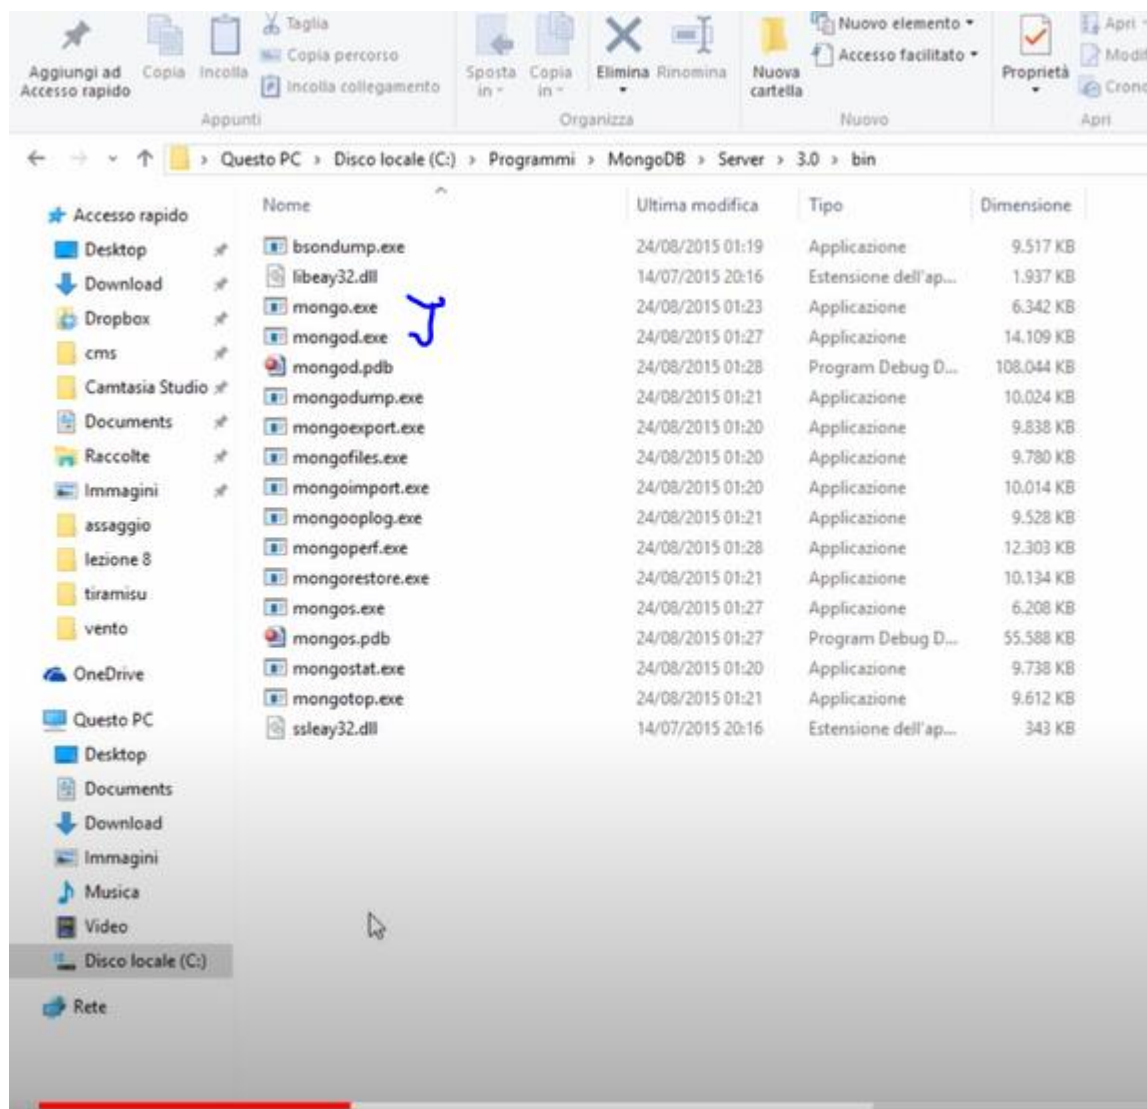 Aggiungi ad
Accesso rapido
Copia
Incolla
Taglia
Copia percorso
Incolla collegamento
Appunti
Sposta
in
Copia
in
Elimina
Rinomina
Organizza
Nuova
cartella
Nuovo elemento
Accesso facilitato
Nuovo
Proprietà
Apri
Apri
Questo PC > Disco locale (C:) > Programmi > MongoDB > Server > 3.0 > bin
Accesso rapido
Desktop
Download
Dropbox
cms
Camtasia Studio
Documents
Raccolte
Immagini
assaggio
lezione 8
tiramisu
vento
OneDrive
Questo PC
Desktop
Documents
Download
Immagini
Musica
Video
Disco locale (C:)
Rete
Nome Ultima modifica Tipo Dimensione
bsondump.exe 24/08/2015 01:19 Applicazione 9.517 KB
libeay32.dll 14/07/2015 20:16 Estensione dell'ap... 1.937 KB
mongo.exe 24/08/2015 01:23 Applicazione 6.342 KB
mongod.exe 24/08/2015 01:27 Applicazione 14.109 KB
mongod.pdb 24/08/2015 01:28 Program Debug D... 108.044 KB
mongodump.exe 24/08/2015 01:21 Applicazione 10.024 KB
mongoexport.exe 24/08/2015 01:20 Applicazione 9.838 KB
mongofiles.exe 24/08/2015 01:20 Applicazione 9.780 KB
mongoimport.exe 24/08/2015 01:20 Applicazione 10.014 KB
mongooplog.exe 24/08/2015 01:21 Applicazione 9.528 KB
mongoperf.exe 24/08/2015 01:28 Applicazione 12.303 KB
mongorestore.exe 24/08/2015 01:21 Applicazione 10.134 KB
mongos.exe 24/08/2015 01:27 Applicazione 6.208 KB
mongos.pdb 24/08/2015 01:27 Program Debug D... 55.588 KB
mongostat.exe 24/08/2015 01:20 Applicazione 9.738 KB
mongotop.exe 24/08/2015 01:21 Applicazione 9.612 KB
ssleay32.dll 14/07/2015 20:16 Estensione dell'ap... 343 KB